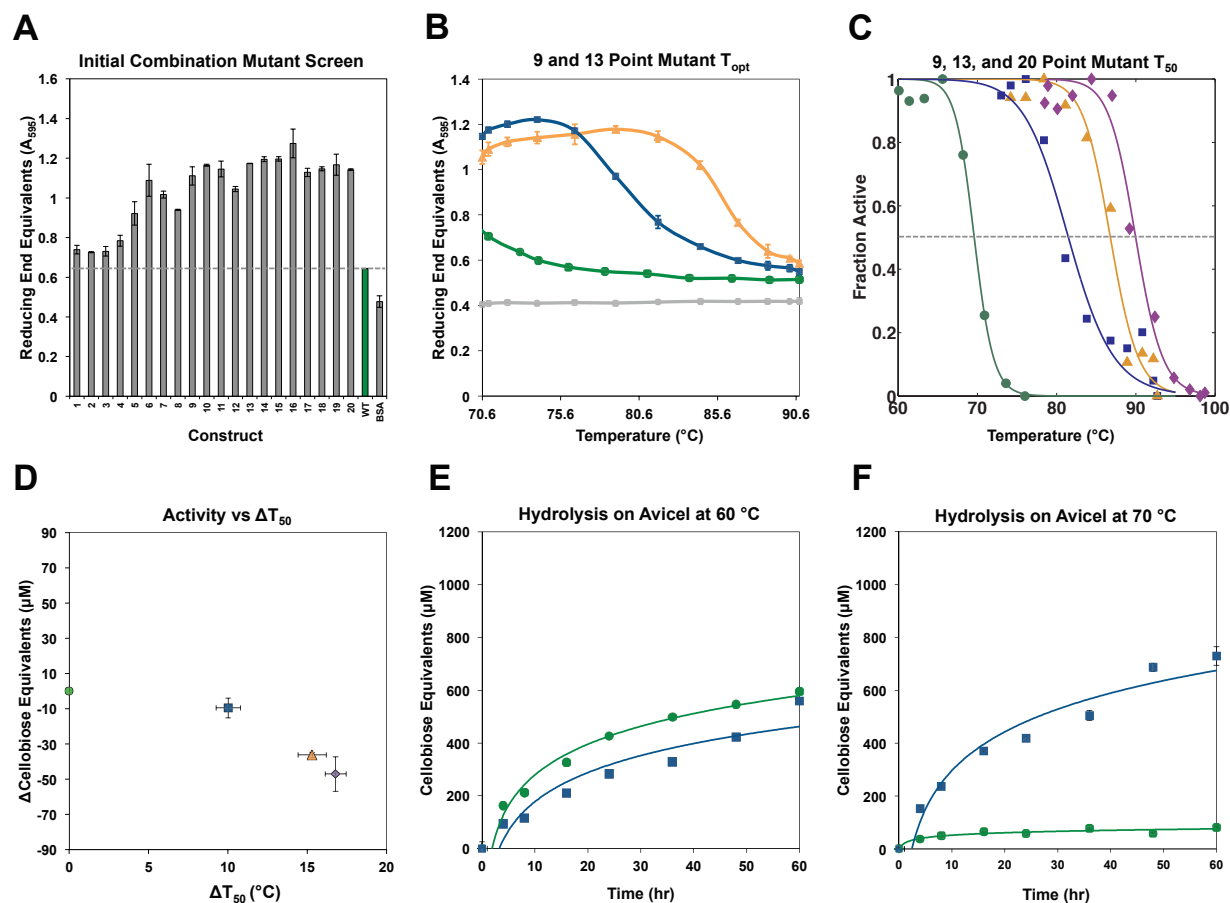 A
Initial Combination Mutant Screen
Reducing End Equivalents (A595)
1.6
1.4
1.2
1
0.8
0.6
0.4
0.2
0
1 2 3 4 5 6 7 8 9 10 11 12 13 14 15 16 17 18 19 20 WT BSA
Construct
B
9 and 13 Point Mutant Topt
Reducing End Equivalents (A595)
1.4
1.2
1.0
0.8
0.6
0.4
0.2
0
70.6 75.6 80.6 85.6 90.6
Temperature (°C)
C
9, 13, and 20 Point Mutant T50
Fraction Active
1
0.8
0.6
0.4
0.2
0
60 70 80 90 100
Temperature (°C)
D
Activity vs ΔT50
ΔCellobiose Equivalents (μM)
90
70
50
30
10
-10
-30
-50
-70
-90
0 5 10 15 20
ΔT50 (°C)
E
Hydrolysis on Avicel at 60 °C
Cellobiose Equivalents (μM)
1200
1000
800
600
400
200
0
0 10 20 30 40 50 60
Time (hr)
F
Hydrolysis on Avicel at 70 °C
Cellobiose Equivalents (μM)
1200
1000
800
600
400
200
0
0 10 20 30 40 50 60
Time (hr)